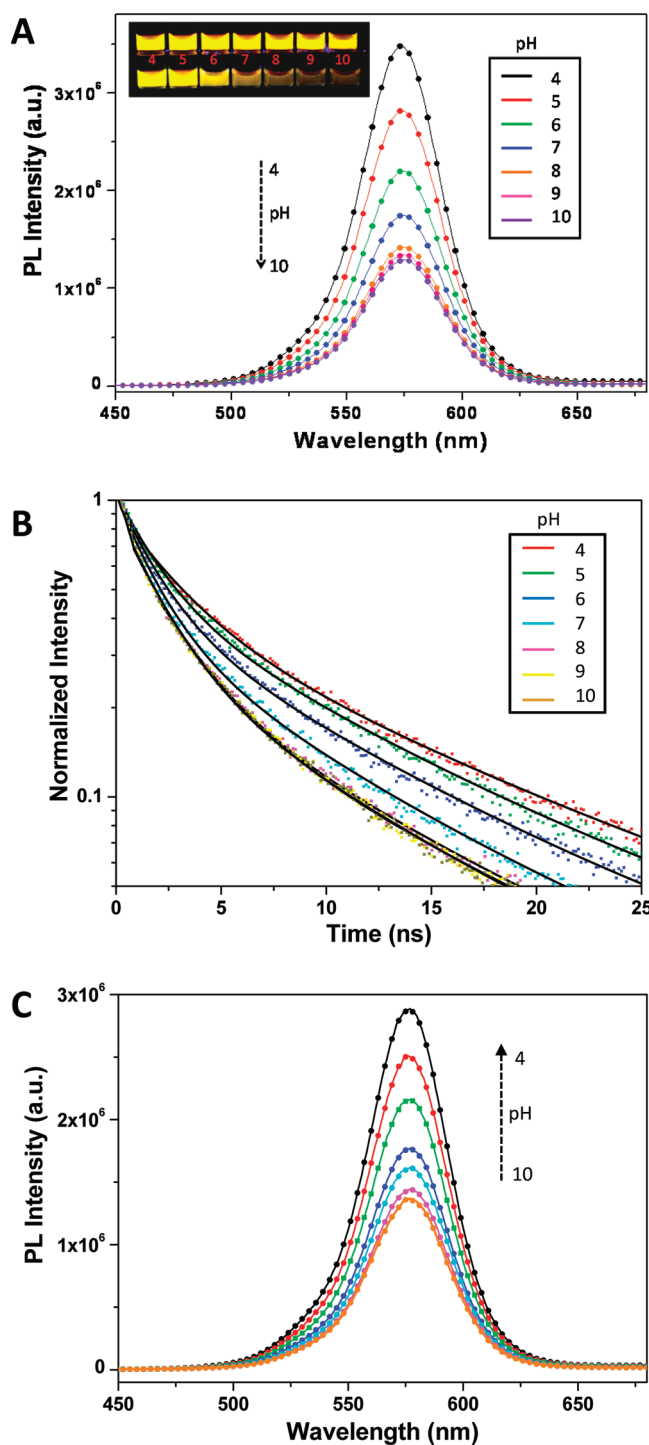 A
4 5 6 7 8 9 10
pH
4
5
6
7
8
9
10
4
pH
10
PL Intensity (a.u.)
3x10⁶
2x10⁶
1x10⁶
0
450 500 550 600 650
Wavelength (nm)
B
pH
4
5
6
7
8
9
10
Normalized Intensity
1
0.1
0 5 10 15 20 25
Time (ns)
C
4
pH
10
PL Intensity (a.u.)
3x10⁶
2x10⁶
1x10⁶
0
450 500 550 600 650
Wavelength (nm)